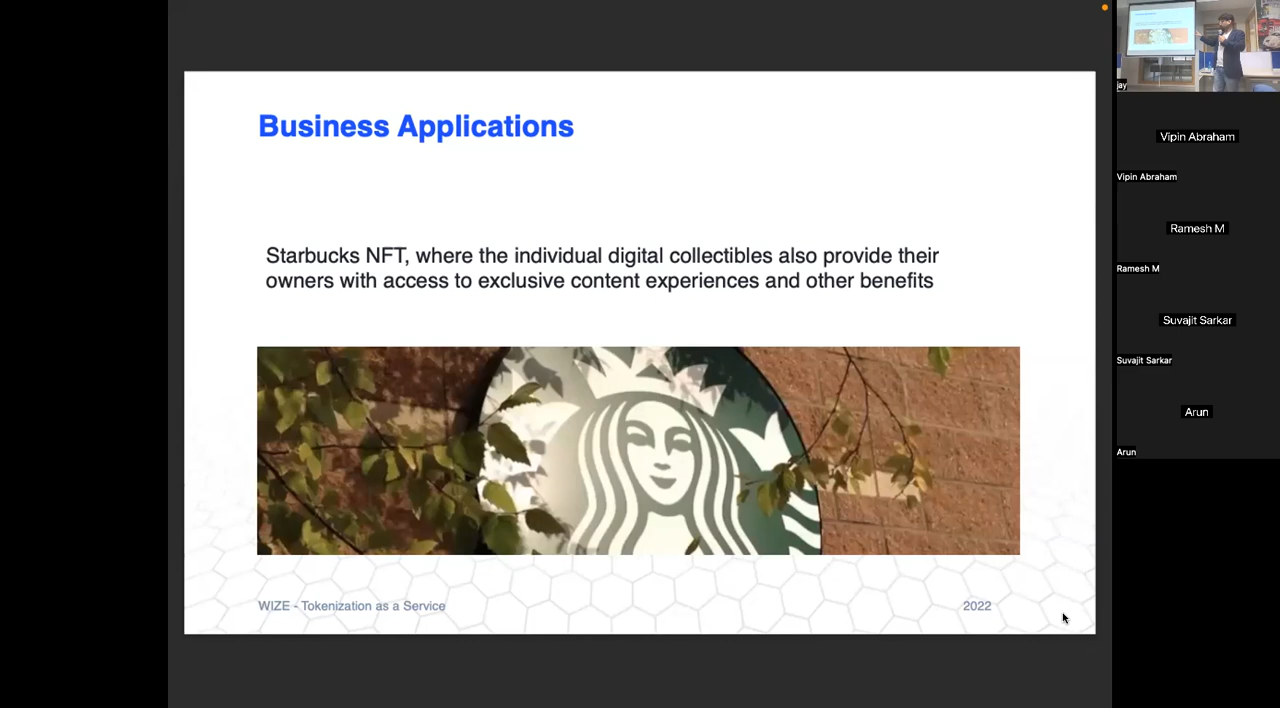 Business Applications
Starbucks NFT, where the individual digital collectibles also provide their
owners with access to exclusive content experiences and other benefits
WIZE - Tokenization as a Service
2022
jay
Vipin Abraham
Vipin Abraham
Ramesh M
Ramesh M
Suvajit Sarkar
Suvajit Sarkar
Arun
Arun